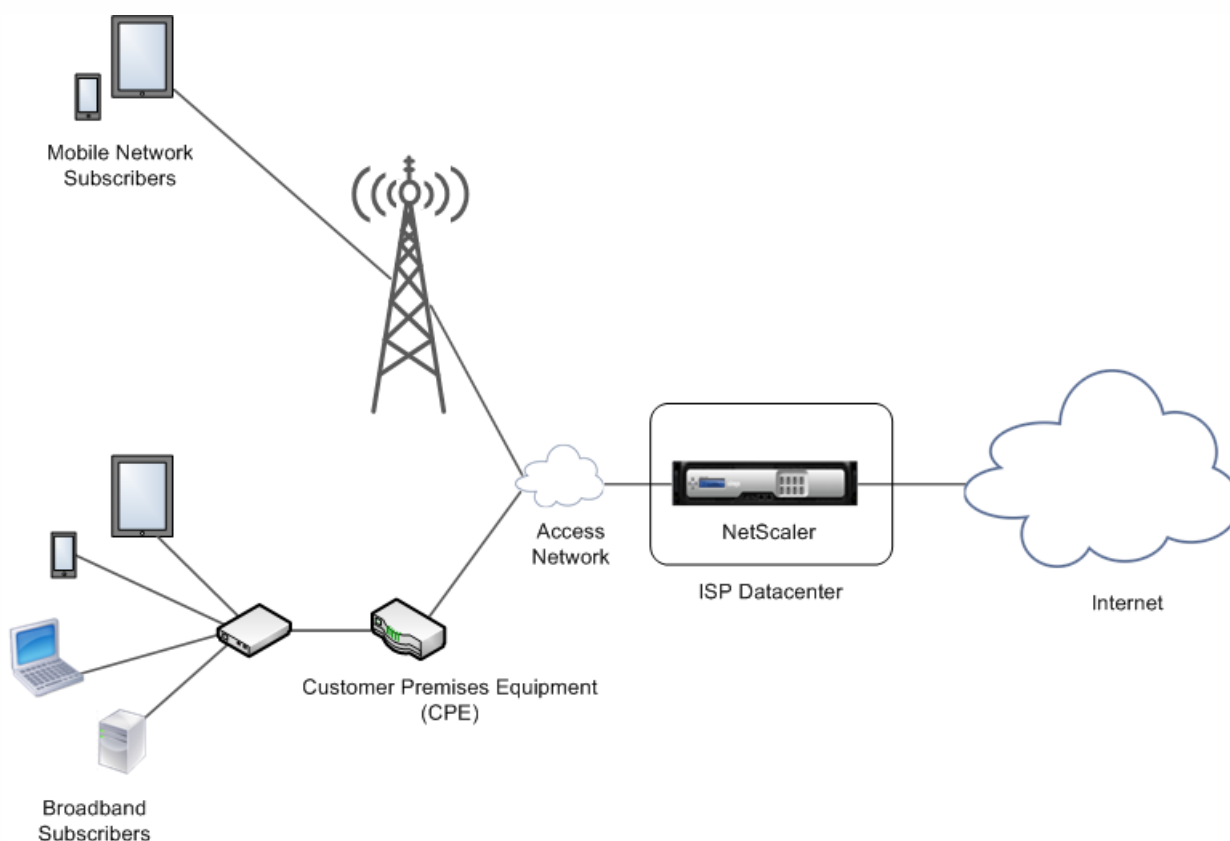 Mobile Network
Subscribers
Access
Network
NetScaler
ISP Datacenter
Internet
Customer Premises Equipment
(CPE)
Broadband
Subscribers